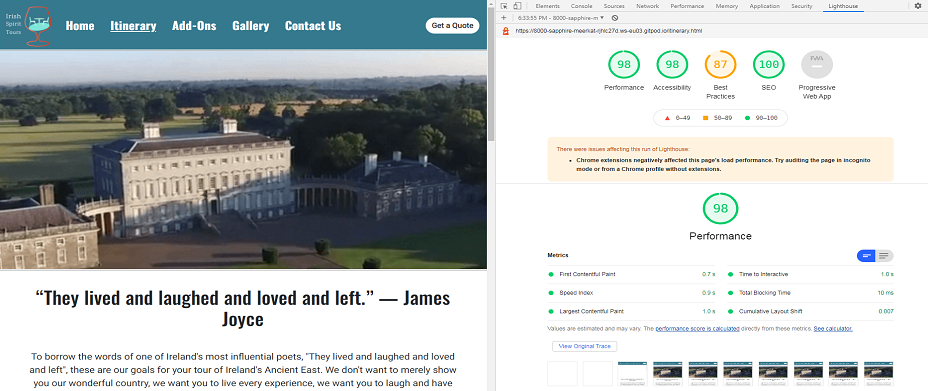 Irish
Spirit
Tours
Home
Itinerary
Add-Ons
Gallery
Contact Us
Get a Quote
“They lived and laughed and loved and left.” — James
Joyce
To borrow the words of one of Ireland's most influential poets, "They lived and laughed and loved
and left", these are our goals for your tour of Ireland's Ancient East. We don't want to merely show
you our wonderful country, we want you to live every experience, we want you to laugh and have
Elements
Console
Sources
Network
Performance
Memory
Application
Security
Lighthouse
6:33:55 PM - 8000-sapphire-m
https://8000-sapphire-meerkat-rjhlc27d.ws-eu03.gitpod.io/itinerary.html
98
98
87
100
Performance
Accessibility
Best
Practices
SEO
Progressive
Web App
0–49
50–89
90–100
There were issues affecting this run of Lighthouse:
• Chrome extensions negatively affected this page's load performance. Try auditing the page in incognito
mode or from a Chrome profile without extensions.
98
Performance
Metrics
First Contentful Paint 0.7 s
Time to Interactive 1.0 s
Speed Index 0.9 s
Total Blocking Time 10 ms
Largest Contentful Paint 1.0 s
Cumulative Layout Shift 0.007
Values are estimated and may vary. The performance score is calculated directly from these metrics. See calculator.
View Original Trace